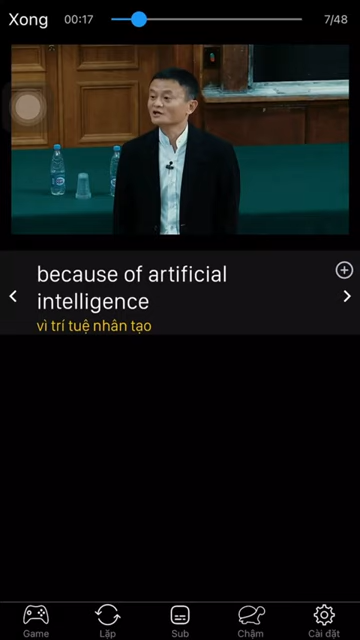 Xong 00:17 7/48
because of artificial
intelligence
vì trí tuệ nhân tạo
Game Lặp Sub Chậm Cài đặt